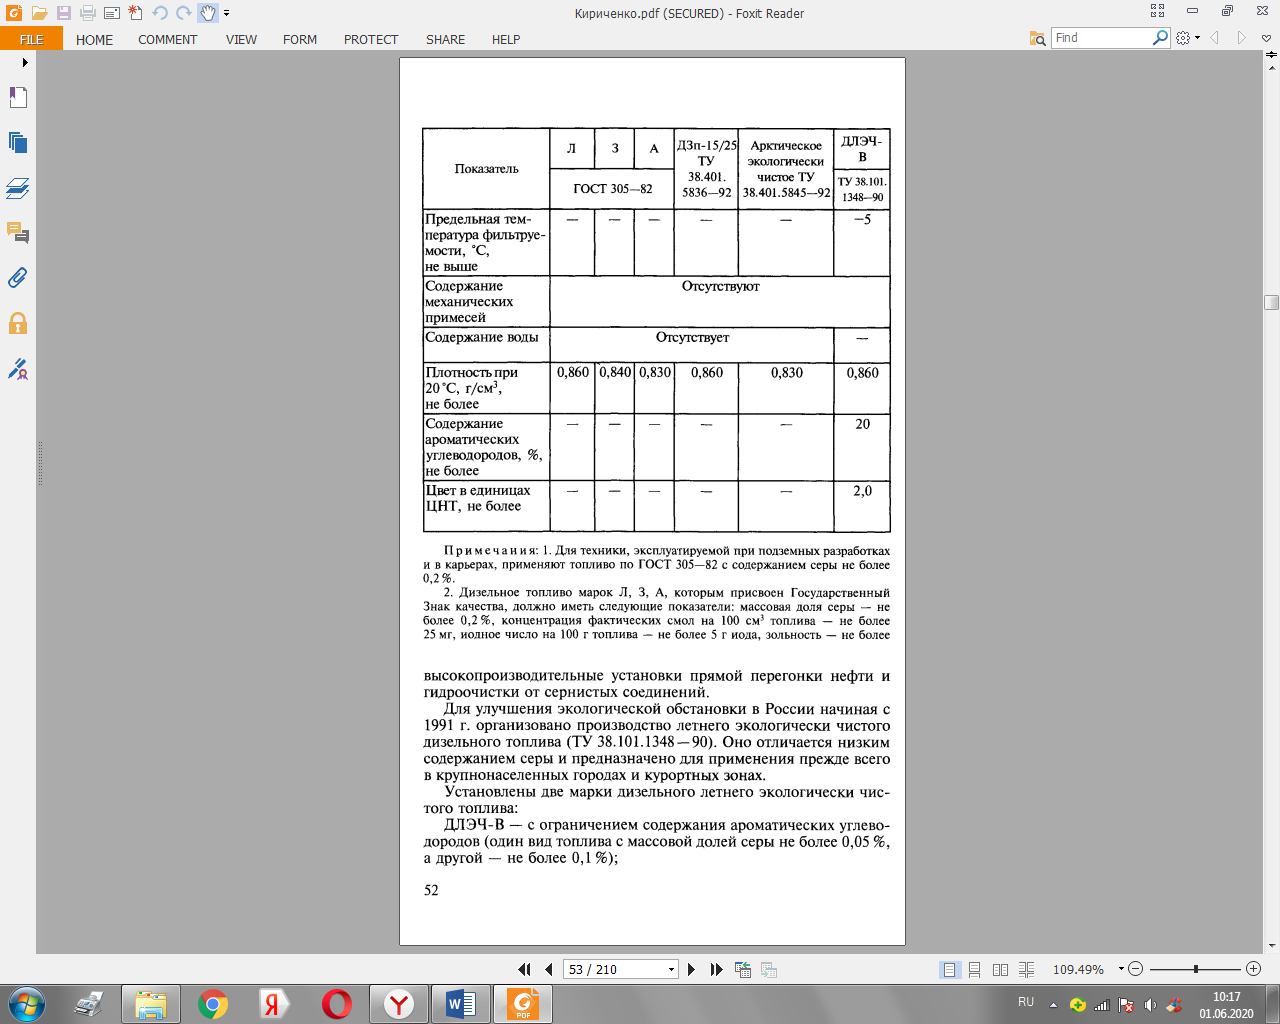 Кириченко.pdf (SECURED) - Foxit Reader
FILE HOME COMMENT VIEW FORM PROTECT SHARE HELP
Find
Показатель
Л З А
ГОСТ 305—82
ДЗп-15/25
ТУ
38.401.
5836—92
Арктическое
экологически
чистое ТУ
38.401.5845—92
ДЛЭЧ-
В
ТУ 38.101.
1348—90
Предельная тем-
пература фильтруе-
мости, °С,
не выше
— — — — — −5
Содержание
механических
примесей
Отсутствуют
Содержание воды
Отсутствует —
Плотность при
20 °С, г/см³,
не более
0,860 0,840 0,830 0,860 0,830 0,860
Содержание
ароматических
углеводородов, %,
не более
— — — — — 20
Цвет в единицах
ЦНТ, не более
— — — — — 2,0
Примечания: 1. Для техники, эксплуатируемой при подземных разработках
и в карьерах, применяют топливо по ГОСТ 305—82 с содержанием серы не более
0,2 %.
2. Дизельное топливо марок Л, З, А, которым присвоен Государственный
Знак качества, должно иметь следующие показатели: массовая доля серы — не
более 0,2 %, концентрация фактических смол на 100 см³ топлива — не более
25 мг, иодное число на 100 г топлива — не более 5 г иода, зольность — не более
высокопроизводительные установки прямой перегонки нефти и
гидроочистки от сернистых соединений.
Для улучшения экологической обстановки в России начиная с
1991 г. организовано производство летнего экологически чистого
дизельного топлива (ТУ 38.101.1348 — 90). Оно отличается низким
содержанием серы и предназначено для применения прежде всего
в крупнонаселенных городах и курортных зонах.
Установлены две марки дизельного летнего экологически чис-
того топлива:
ДЛЭЧ-В — с ограничением содержания ароматических углево-
дородов (один вид топлива с массовой долей серы не более 0,05 %,
а другой — не более 0,1 %);
52
53 / 210
109.49%
RU
10:17
01.06.2020